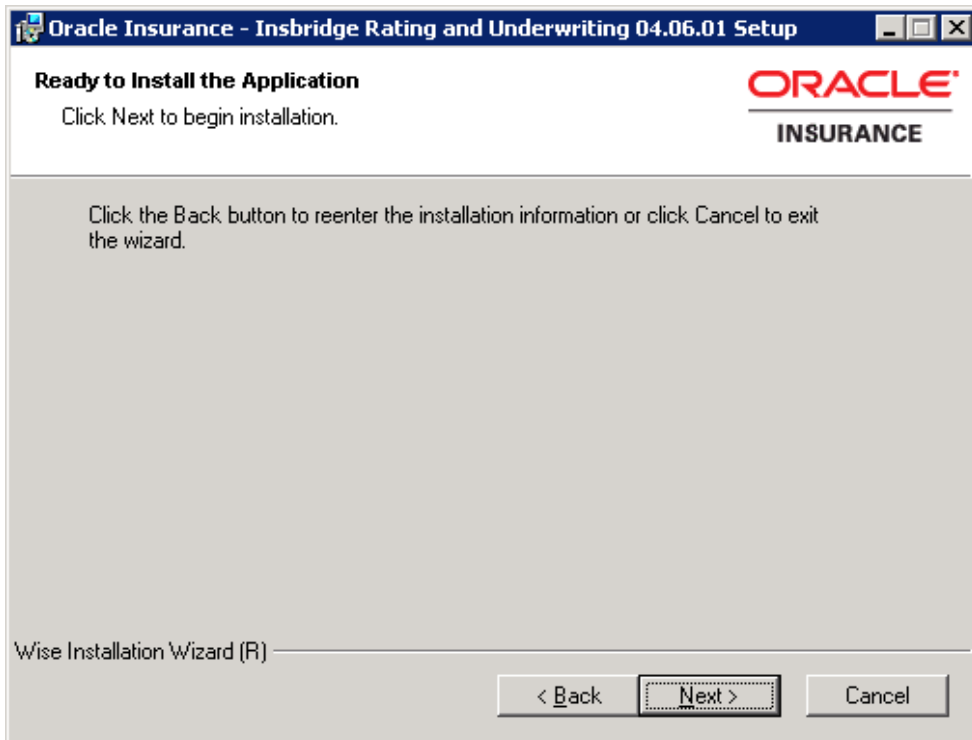 Oracle Insurance - Insbridge Rating and Underwriting 04.06.01 Setup
Ready to Install the Application
Click Next to begin installation.
ORACLE
INSURANCE
Click the Back button to reenter the installation information or click Cancel to exit
the wizard.
Wise Installation Wizard (R)
< Back
Next >
Cancel